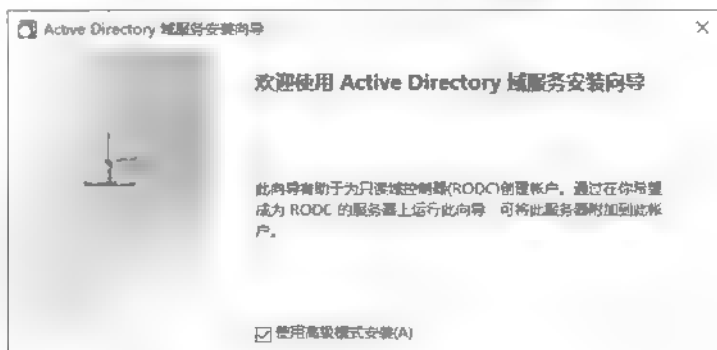 Active Directory 域服务安装向导
欢迎使用 Active Directory 域服务安装向导
此向导有助于为只读域控制器(RODC)创建帐户。通过在你希望
成为 RODC 的服务器上运行此向导 可将此服务器附加到此帐
户。
使用高级模式安装(A)